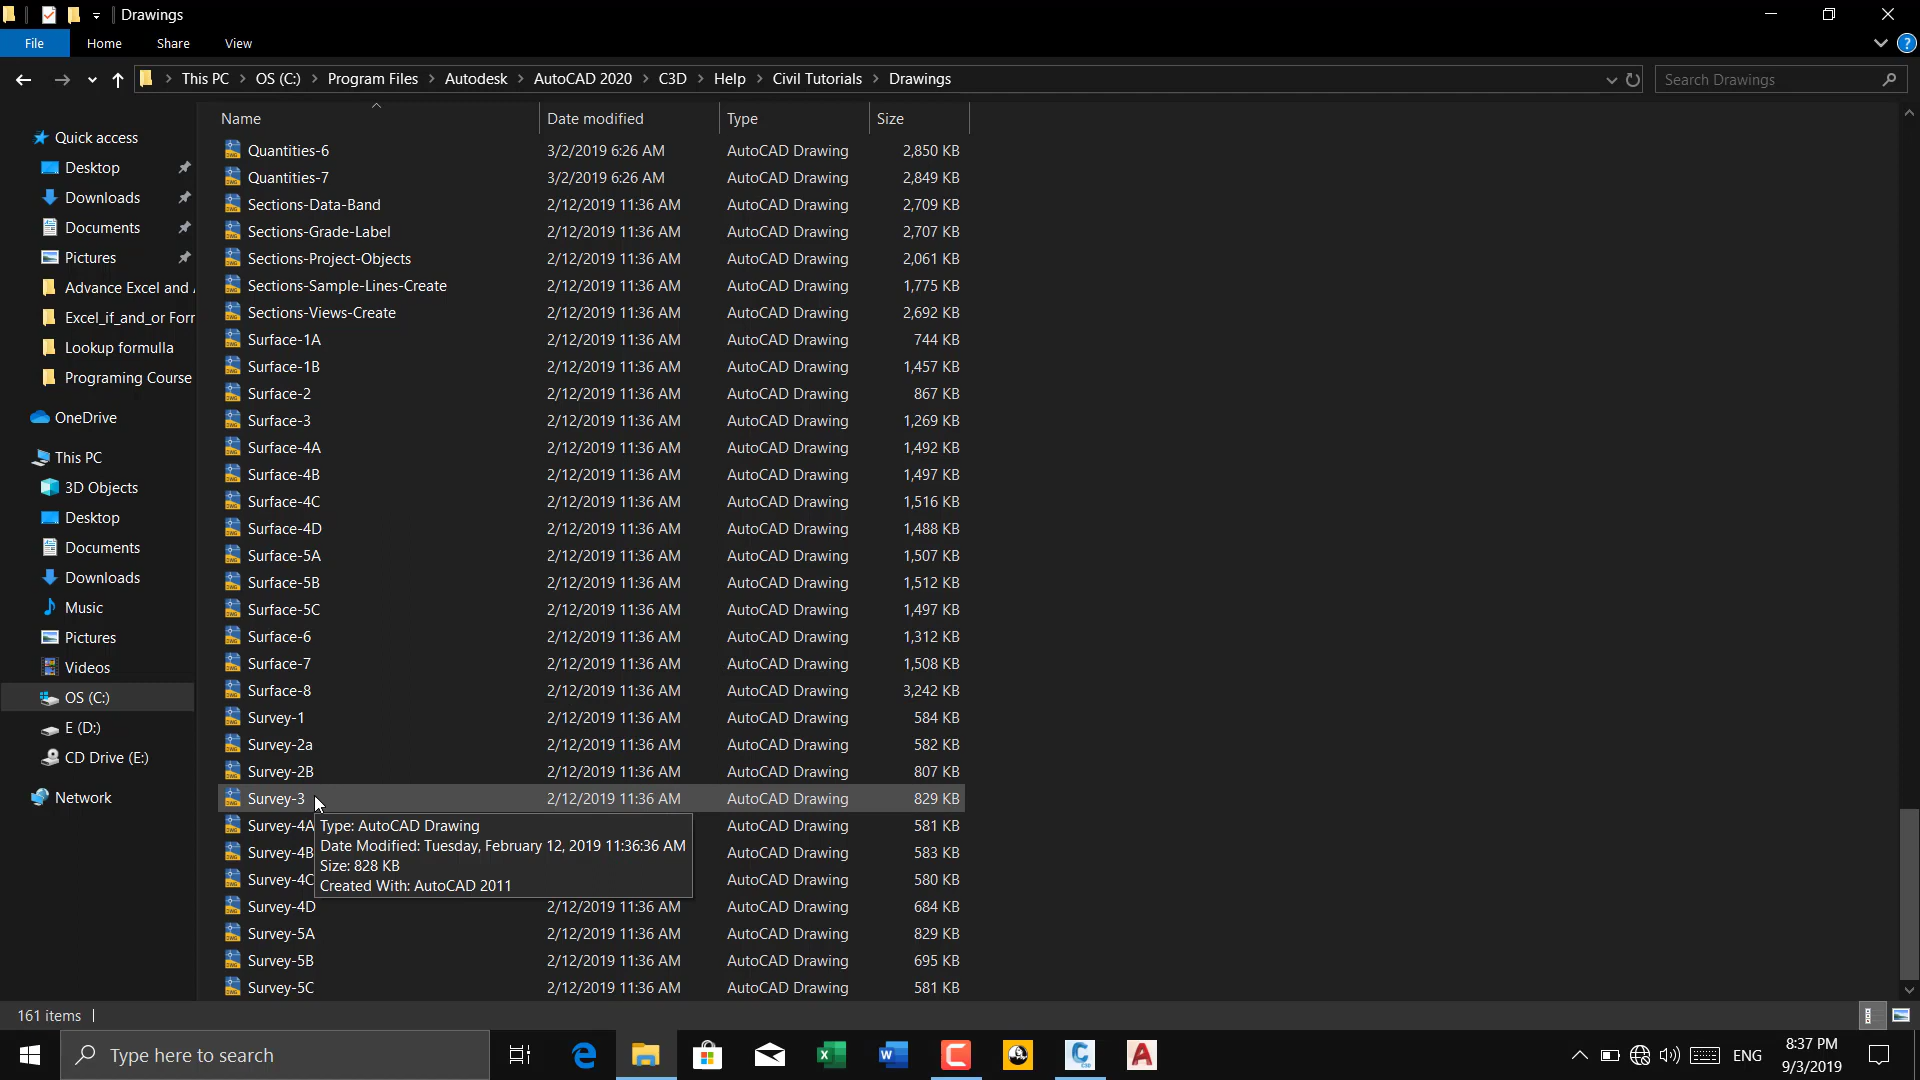 Drawings
File Home Share View
This PC OS (C:) Program Files Autodesk AutoCAD 2020 C3D Help Civil Tutorials Drawings
Search Drawings
Name Date modified Type Size
Quick access
Desktop
Downloads
Documents
Pictures
Advance Excel and
Excel_if_and_or For
Lookup formulla
Programing Course
OneDrive
This PC
3D Objects
Desktop
Documents
Downloads
Music
Pictures
Videos
OS (C:)
E (D:)
CD Drive (E:)
Network
Quantities-6 3/2/2019 6:26 AM AutoCAD Drawing 2,850 KB
Quantities-7 3/2/2019 6:26 AM AutoCAD Drawing 2,849 KB
Sections-Data-Band 2/12/2019 11:36 AM AutoCAD Drawing 2,709 KB
Sections-Grade-Label 2/12/2019 11:36 AM AutoCAD Drawing 2,707 KB
Sections-Project-Objects 2/12/2019 11:36 AM AutoCAD Drawing 2,061 KB
Sections-Sample-Lines-Create 2/12/2019 11:36 AM AutoCAD Drawing 1,775 KB
Sections-Views-Create 2/12/2019 11:36 AM AutoCAD Drawing 2,692 KB
Surface-1A 2/12/2019 11:36 AM AutoCAD Drawing 744 KB
Surface-1B 2/12/2019 11:36 AM AutoCAD Drawing 1,457 KB
Surface-2 2/12/2019 11:36 AM AutoCAD Drawing 867 KB
Surface-3 2/12/2019 11:36 AM AutoCAD Drawing 1,269 KB
Surface-4A 2/12/2019 11:36 AM AutoCAD Drawing 1,492 KB
Surface-4B 2/12/2019 11:36 AM AutoCAD Drawing 1,497 KB
Surface-4C 2/12/2019 11:36 AM AutoCAD Drawing 1,516 KB
Surface-4D 2/12/2019 11:36 AM AutoCAD Drawing 1,488 KB
Surface-5A 2/12/2019 11:36 AM AutoCAD Drawing 1,507 KB
Surface-5B 2/12/2019 11:36 AM AutoCAD Drawing 1,512 KB
Surface-5C 2/12/2019 11:36 AM AutoCAD Drawing 1,497 KB
Surface-6 2/12/2019 11:36 AM AutoCAD Drawing 1,312 KB
Surface-7 2/12/2019 11:36 AM AutoCAD Drawing 1,508 KB
Surface-8 2/12/2019 11:36 AM AutoCAD Drawing 3,242 KB
Survey-1 2/12/2019 11:36 AM AutoCAD Drawing 584 KB
Survey-2a 2/12/2019 11:36 AM AutoCAD Drawing 582 KB
Survey-2B 2/12/2019 11:36 AM AutoCAD Drawing 807 KB
Survey-3 2/12/2019 11:36 AM AutoCAD Drawing 829 KB
Survey-4A AutoCAD Drawing 581 KB
Survey-4B AutoCAD Drawing 583 KB
Survey-4C AutoCAD Drawing 580 KB
Type: AutoCAD Drawing
Date Modified: Tuesday, February 12, 2019 11:36:36 AM
Size: 828 KB
Created With: AutoCAD 2011
Survey-4D 2/12/2019 11:36 AM AutoCAD Drawing 684 KB
Survey-5A 2/12/2019 11:36 AM AutoCAD Drawing 829 KB
Survey-5B 2/12/2019 11:36 AM AutoCAD Drawing 695 KB
Survey-5C 2/12/2019 11:36 AM AutoCAD Drawing 581 KB
161 items
Type here to search
ENG
8:37 PM
9/3/2019